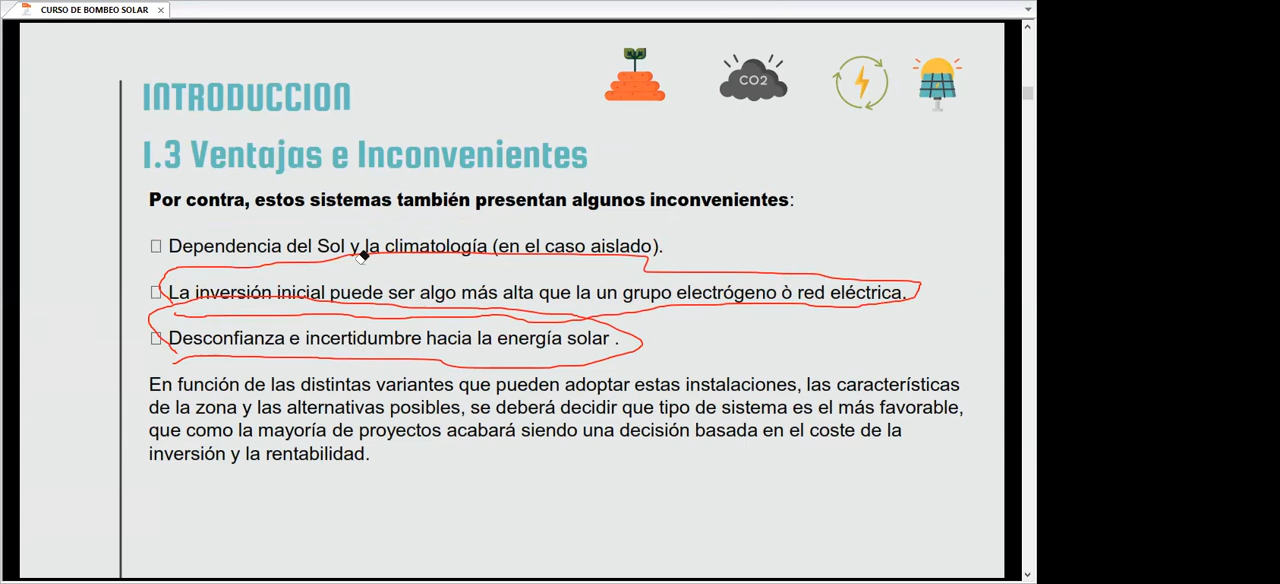 CURSO DE BOMBEO SOLAR
CO2
INTRODUCCION
1.3 Ventajas e Inconvenientes
Por contra, estos sistemas también presentan algunos inconvenientes:
Dependencia del Sol y la climatología (en el caso aislado).
La inversión inicial puede ser algo más alta que la un grupo electrógeno ò red eléctrica.
Desconfianza e incertidumbre hacia la energía solar .
En función de las distintas variantes que pueden adoptar estas instalaciones, las características
de la zona y las alternativas posibles, se deberá decidir que tipo de sistema es el más favorable,
que como la mayoría de proyectos acabará siendo una decisión basada en el coste de la
inversión y la rentabilidad.